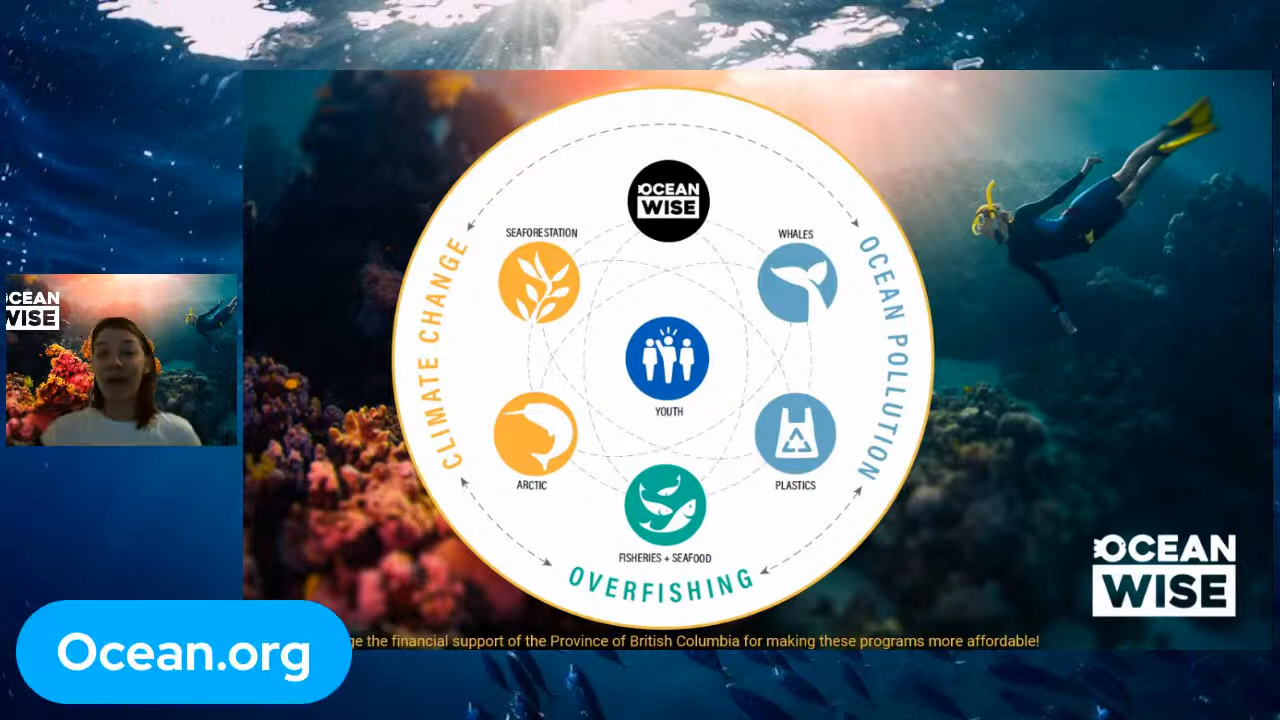 OCEAN
WISE
SEAFORESTATION
WHALES
CLIMATE CHANGE
OCEAN POLLUTION
YOUTH
ARCTIC
PLASTICS
FISHERIES + SEAFOOD
OVERFISHING
OCEAN
WISE
OCEAN
WISE
the financial support of the Province of British Columbia for making these programs more affordable!
Ocean.org